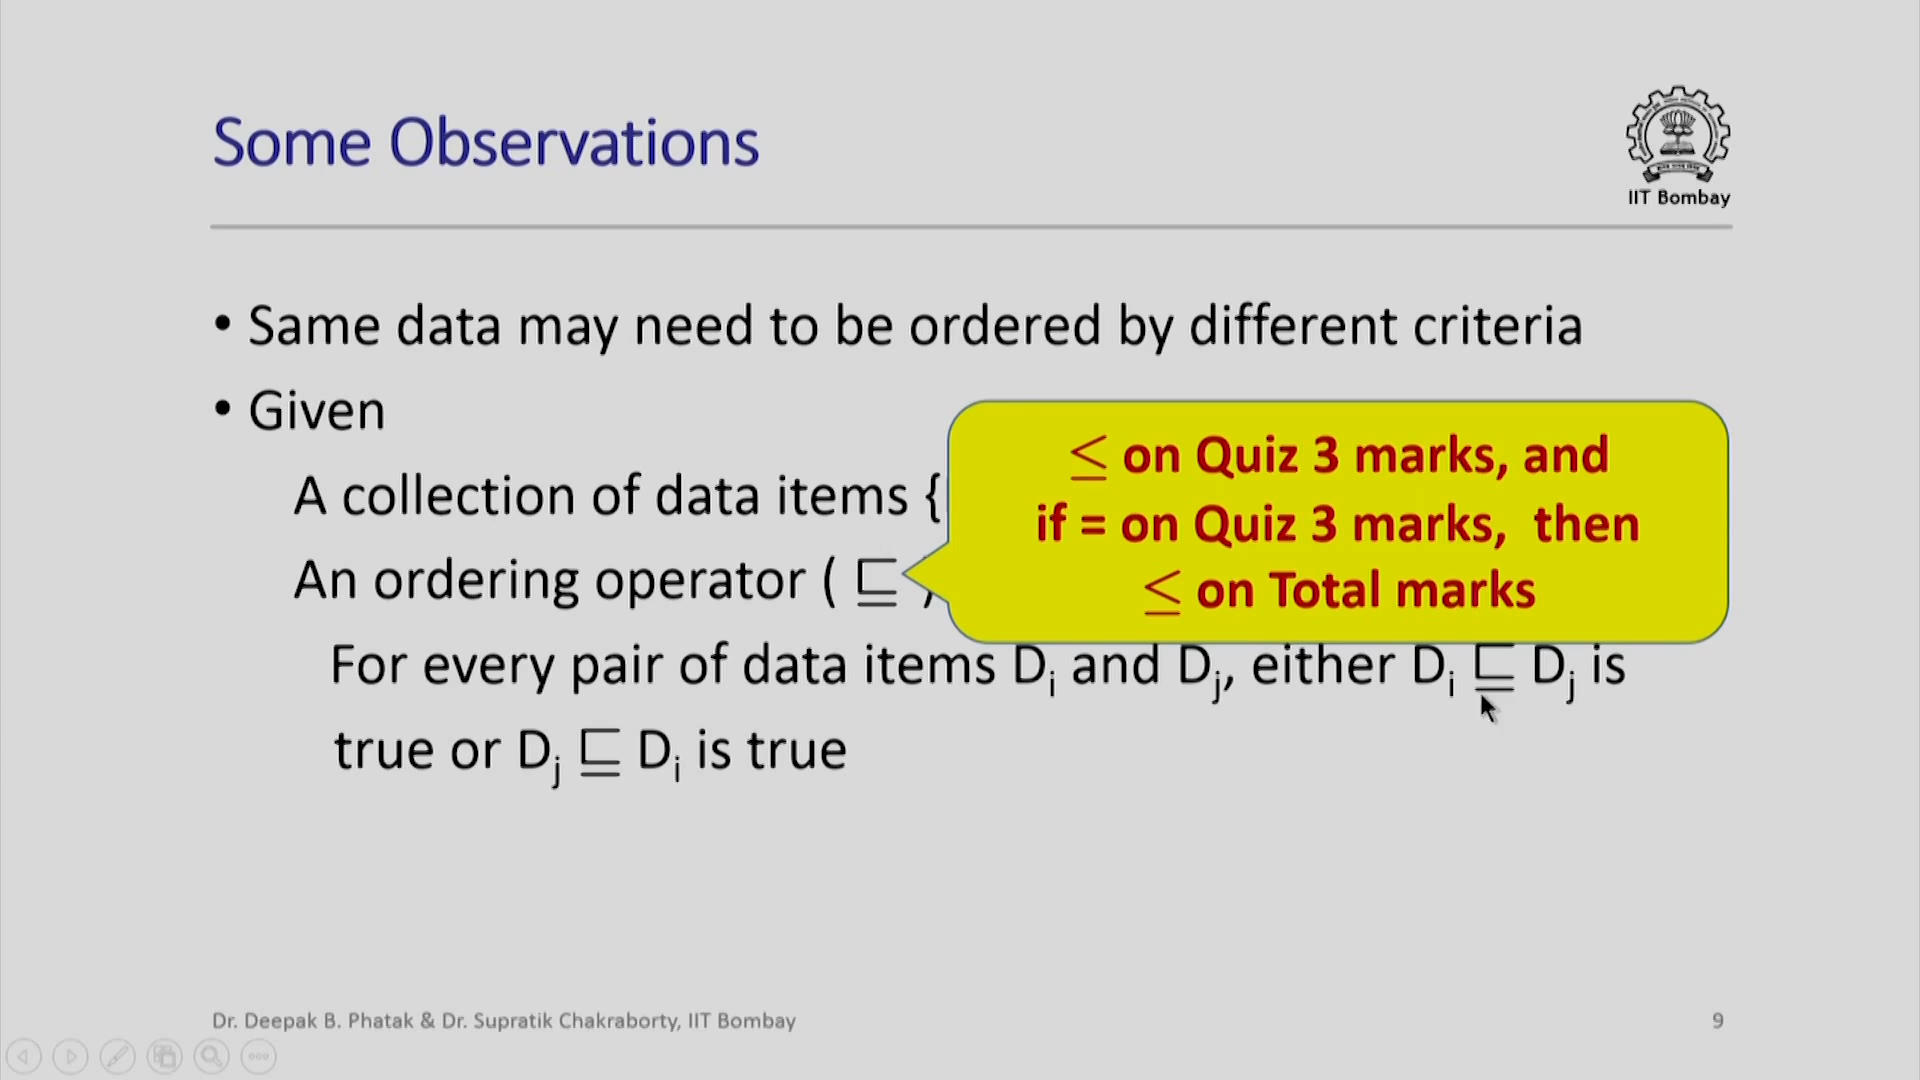 Some Observations
IIT Bombay
• Same data may need to be ordered by different criteria
• Given
A collection of data items {
An ordering operator ( ⊑ )
≤ on Quiz 3 marks, and
if = on Quiz 3 marks, then
≤ on Total marks
For every pair of data items Di and Dj, either Di ⊑ Dj is
true or Dj ⊑ Di is true
Dr. Deepak B. Phatak & Dr. Supratik Chakraborty, IIT Bombay
9